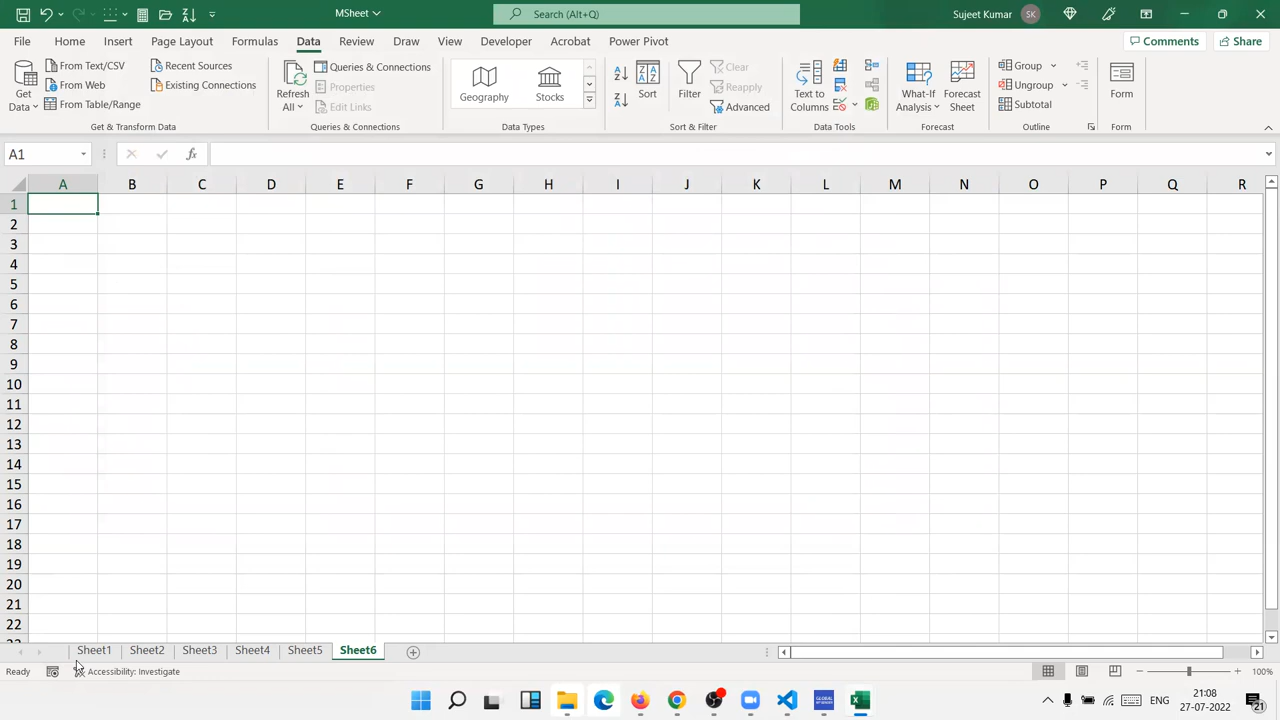 MSheet
Search (Alt+Q)
Sujeet Kumar
SK
File
Home
Insert
Page Layout
Formulas
Data
Review
Draw
View
Developer
Acrobat
Power Pivot
Comments
Share
Get
Data
From Text/CSV
From Web
From Table/Range
Recent Sources
Existing Connections
Get & Transform Data
Refresh
All
Queries & Connections
Properties
Edit Links
Queries & Connections
Geography
Stocks
Data Types
Sort
Filter
Clear
Reapply
Advanced
Sort & Filter
Text to
Columns
Data Tools
What-If
Analysis
Forecast
Sheet
Forecast
Group
Ungroup
Subtotal
Outline
Form
Form
A1
fx
A B C D E F G H I J K L M N O P Q R
1
2
3
4
5
6
7
8
9
10
11
12
13
14
15
16
17
18
19
20
21
22
Sheet1 Sheet2 Sheet3 Sheet4 Sheet5 Sheet6
Ready
Accessibility: Investigate
100%
ENG
21:08
27-07-2022
21